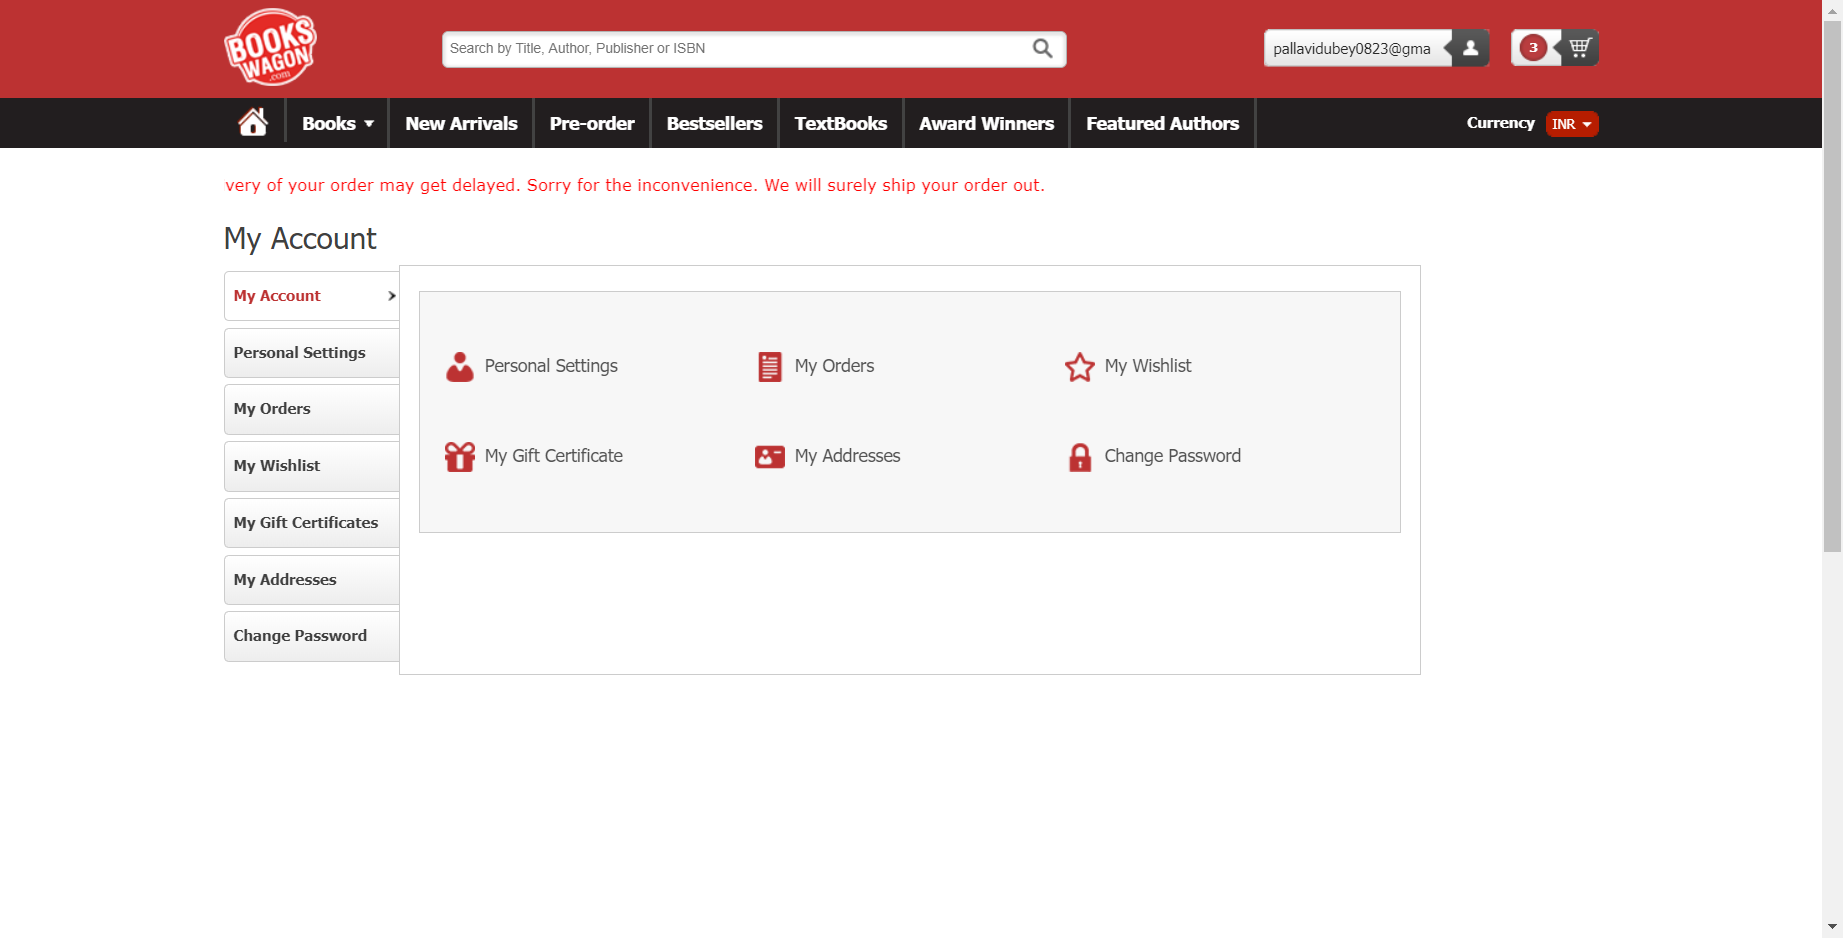 BOOKS
WAGON
.com
Search by Title, Author, Publisher or ISBN
pallavidubey0823@gma
3
Books
New Arrivals
Pre-order
Bestsellers
TextBooks
Award Winners
Featured Authors
Currency
INR
very of your order may get delayed. Sorry for the inconvenience. We will surely ship your order out.
My Account
My Account
Personal Settings
My Orders
My Wishlist
My Gift Certificates
My Addresses
Change Password
Personal Settings
My Orders
My Wishlist
My Gift Certificate
My Addresses
Change Password